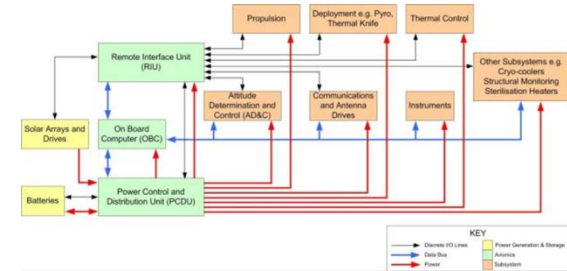 Propulsion
Deployment e.g. Pyro,
Thermal Knife
Thermal Control
Remote Interface Unit
(RIU)
Other Subsystems e.g.
Cryo-coolers
Structural Monitoring
Sterilisation Heaters
Attitude
Determination and
Control (AD&C)
Communications
and Antenna
Drives
Instruments
Solar Arrays and
Drives
On Board
Computer (OBC)
Batteries
Power Control and
Distribution Unit (PCDU)
KEY
Discrete I/O Lines
Data Bus
Power
Power Generation & Storage
Avionics
Subsystem